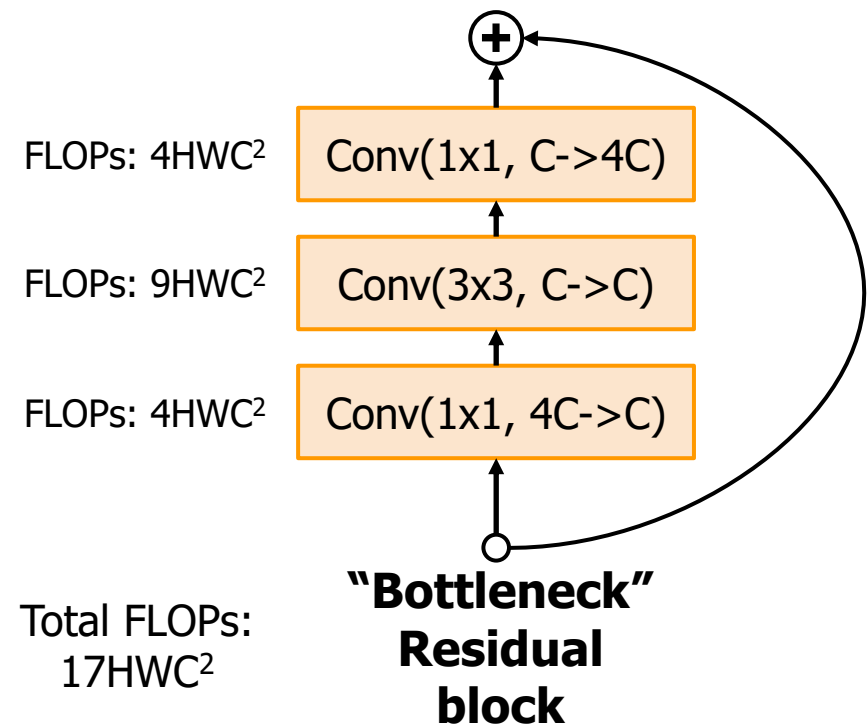 +
FLOPs: 4HWC²
Conv(1x1, C->4C)
FLOPs: 9HWC²
Conv(3x3, C->C)
FLOPs: 4HWC²
Conv(1x1, 4C->C)
Total FLOPs:
17HWC²
“Bottleneck”
Residual
block